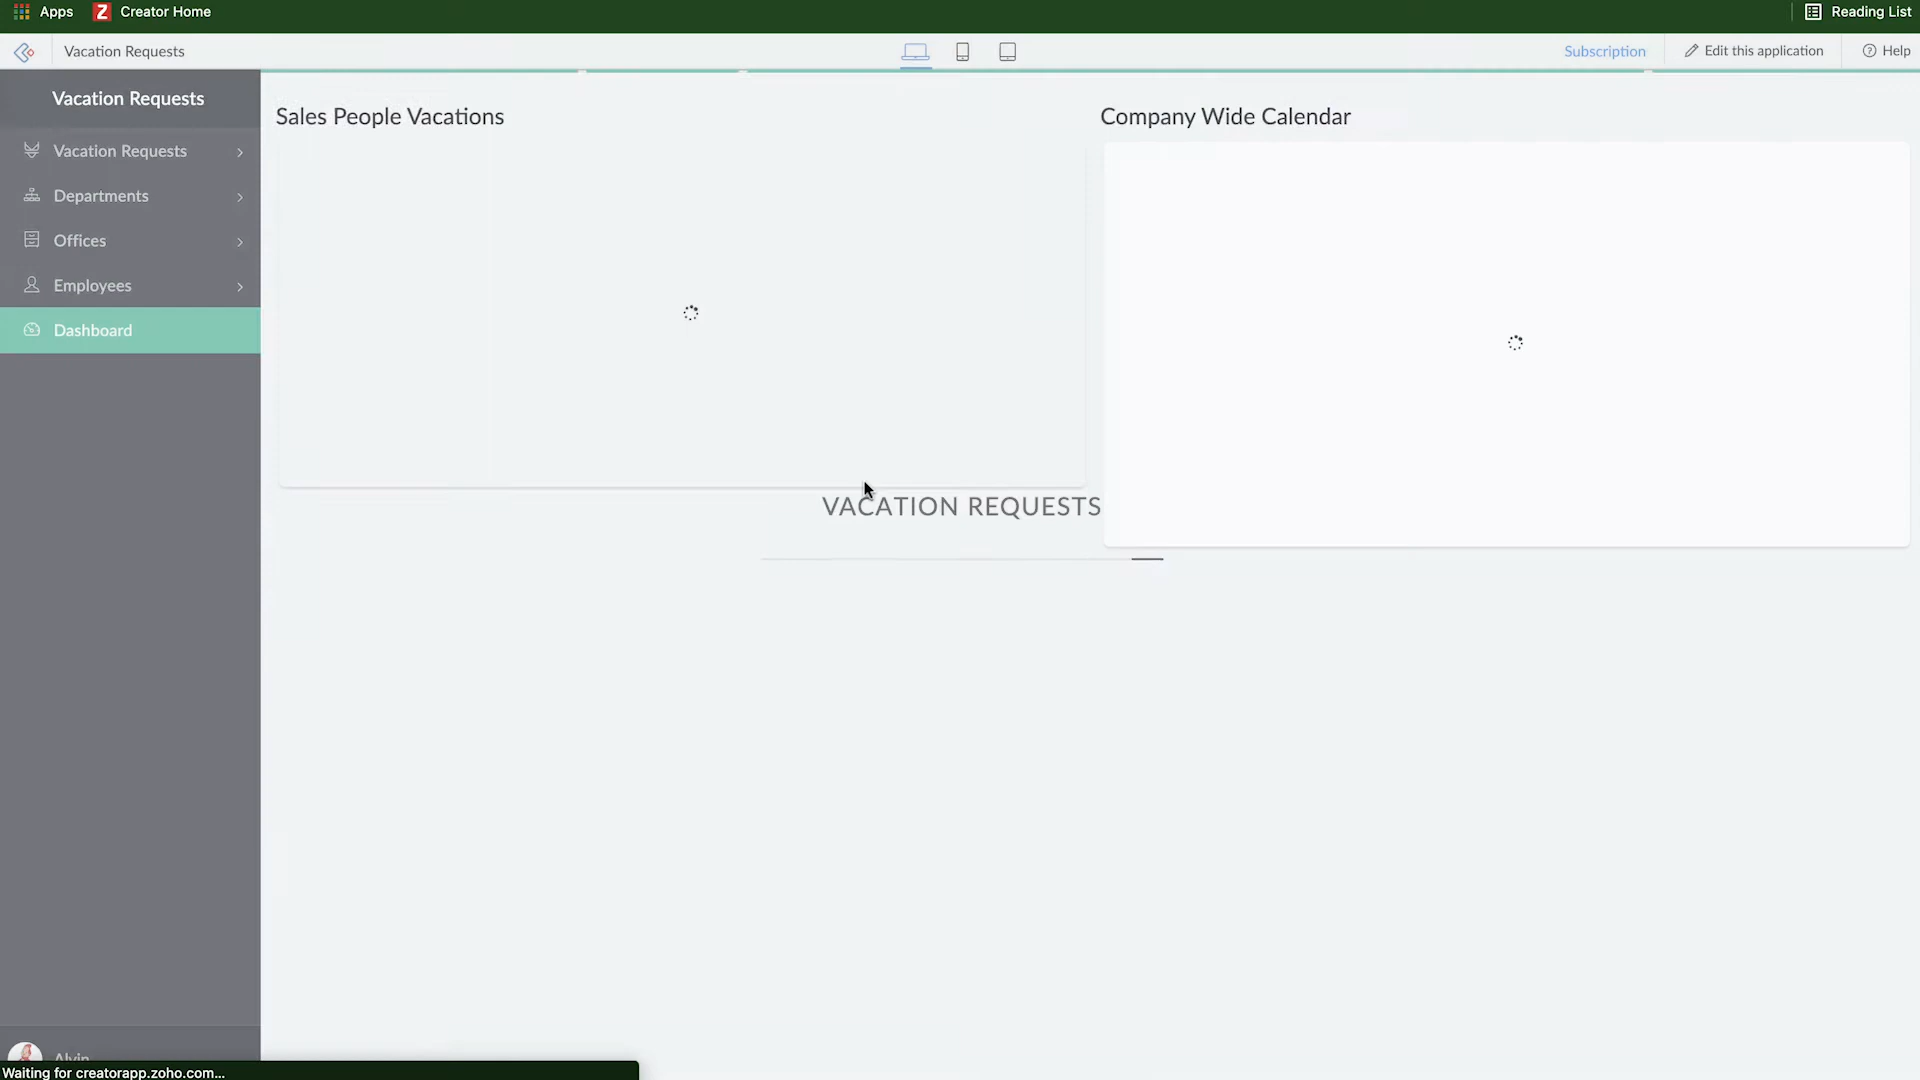 Apps
Z Creator Home
Reading List
Vacation Requests
Subscription
Edit this application
Help
Vacation Requests
Vacation Requests
Departments
Offices
Employees
Dashboard
Sales People Vacations
Company Wide Calendar
VACATION REQUESTS
Alvin
Waiting for creatorapp.zoho.com...